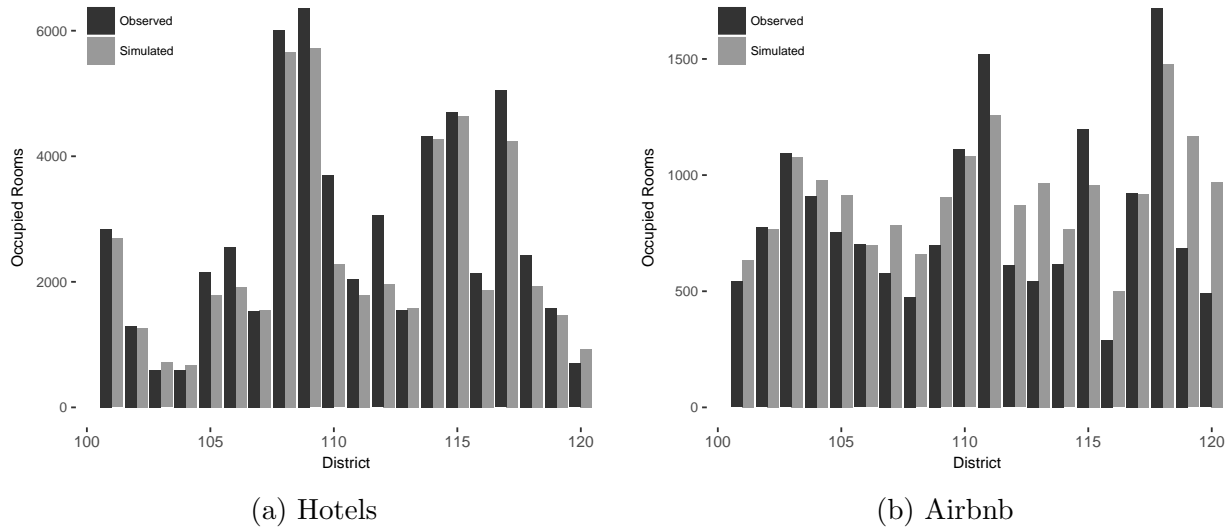 Observed
Simulated
6000
4000
2000
0
Occupied Rooms
100 105 110 115 120
District
(a) Hotels
Observed
Simulated
1500
1000
500
0
Occupied Rooms
100 105 110 115 120
District
(b) Airbnb